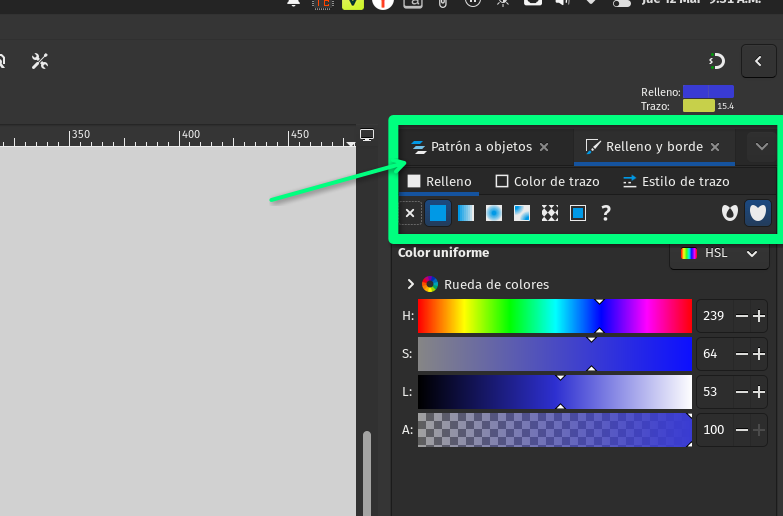 Relleno:
Trazo: 15.4
350 400 450
Patrón a objetos Relleno y borde
Relleno Color de trazo Estilo de trazo
Color uniforme HSL
Rueda de colores
H: 239
S: 64
L: 53
A: 100